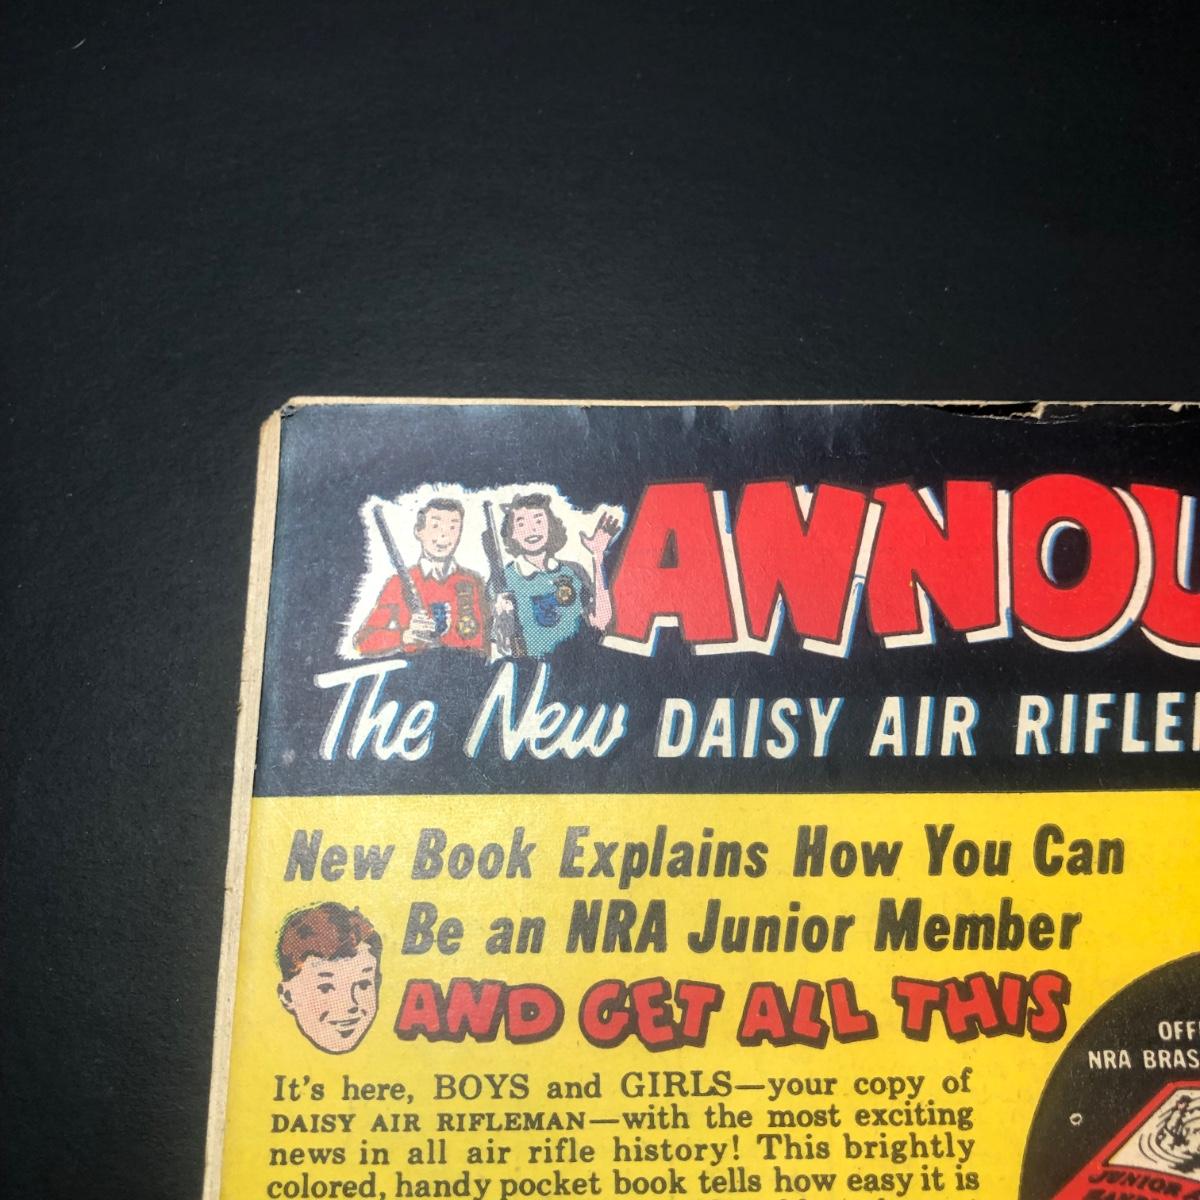 ANNOU
The New DAISY AIR RIFLE
New Book Explains How You Can
Be an NRA Junior Member
AND GET ALL THIS
It's here, BOYS and GIRLS—your copy of
DAISY AIR RIFLEMAN—with the most exciting
news in all air rifle history! This brightly
colored, handy pocket book tells how easy it is
OFF
NRA BRAS
JUNIOR